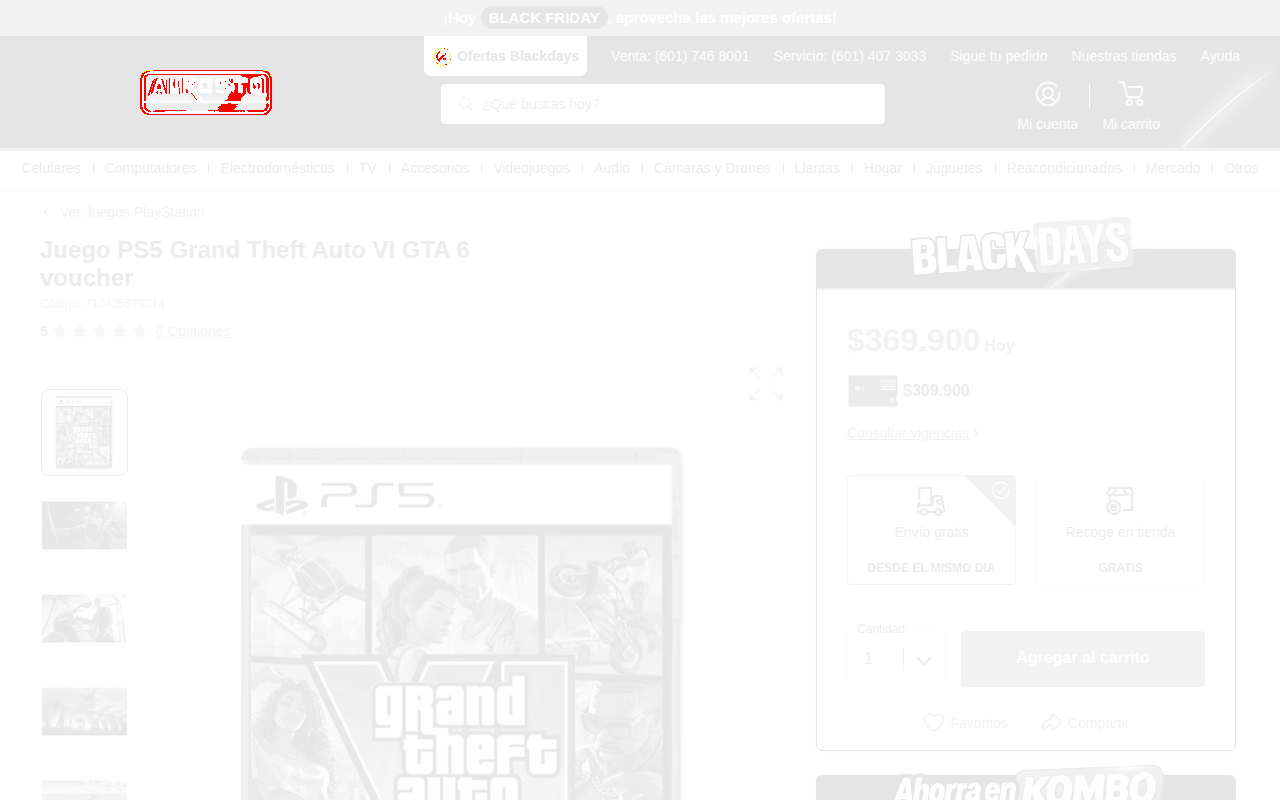 ¡Hoy BLACK FRIDAY, aprovecha las mejores ofertas!
Ofertas Blackdays
Venta: (601) 746 8001
Servicio: (601) 407 3033
Sigue tu pedido
Nuestras tiendas
Ayuda
¿Qué buscas hoy?
Mi cuenta
Mi carrito
Celulares
Computadores
Electrodomésticos
TV
Accesorios
Videojuegos
Audio
Cámaras y Drones
Llantas
Hogar
Juguetes
Reacondicionados
Mercado
Otros
Ver Juegos PlayStation
Juego PS5 Grand Theft Auto VI GTA 6
voucher
Código: 710425676314
5
6 Opiniones
PS5
grand
theft
auto
BLACK DAYS
$369.900 Hoy
$309.900
Consultar vigencias
Envío gratis
DESDE EL MISMO DIA
Recoge en tienda
GRATIS
Cantidad
1
Agregar al carrito
Favoritos
Compartir
Ahorra en KOMBO